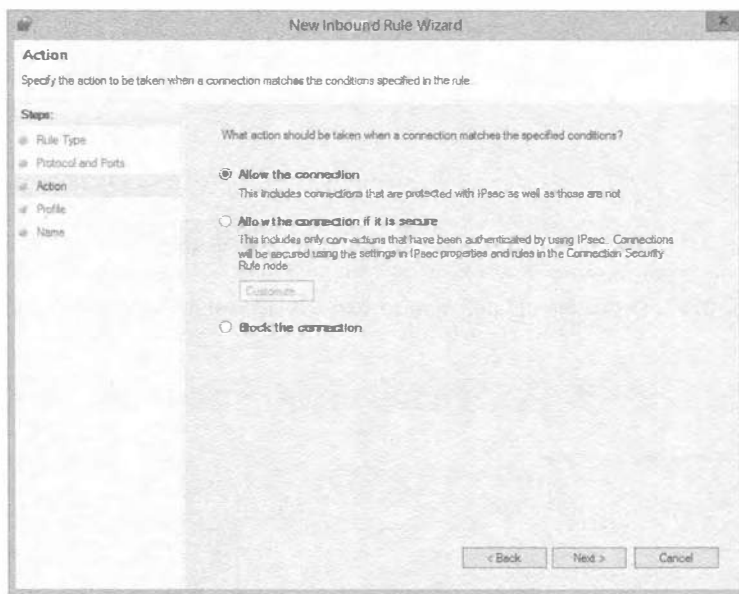 New Inbound Rule Wizard
X
Action
Specify the action to be taken when a connection matches the conditions specified in the rule.
Steps:
Rule Type
Protocol and Ports
Action
Profile
Name
What action should be taken when a connection matches the specified conditions?
Allow the connection
This includes connections that are protected with IPsec as well as those are not
Allow the connection if it is secure
This includes only connections that have been authenticated by using IPsec. Connections
will be secured using the settings in IPsec properties and rules in the Connection Security
Rule node
Customize...
Block the connection
< Back
Next >
Cancel